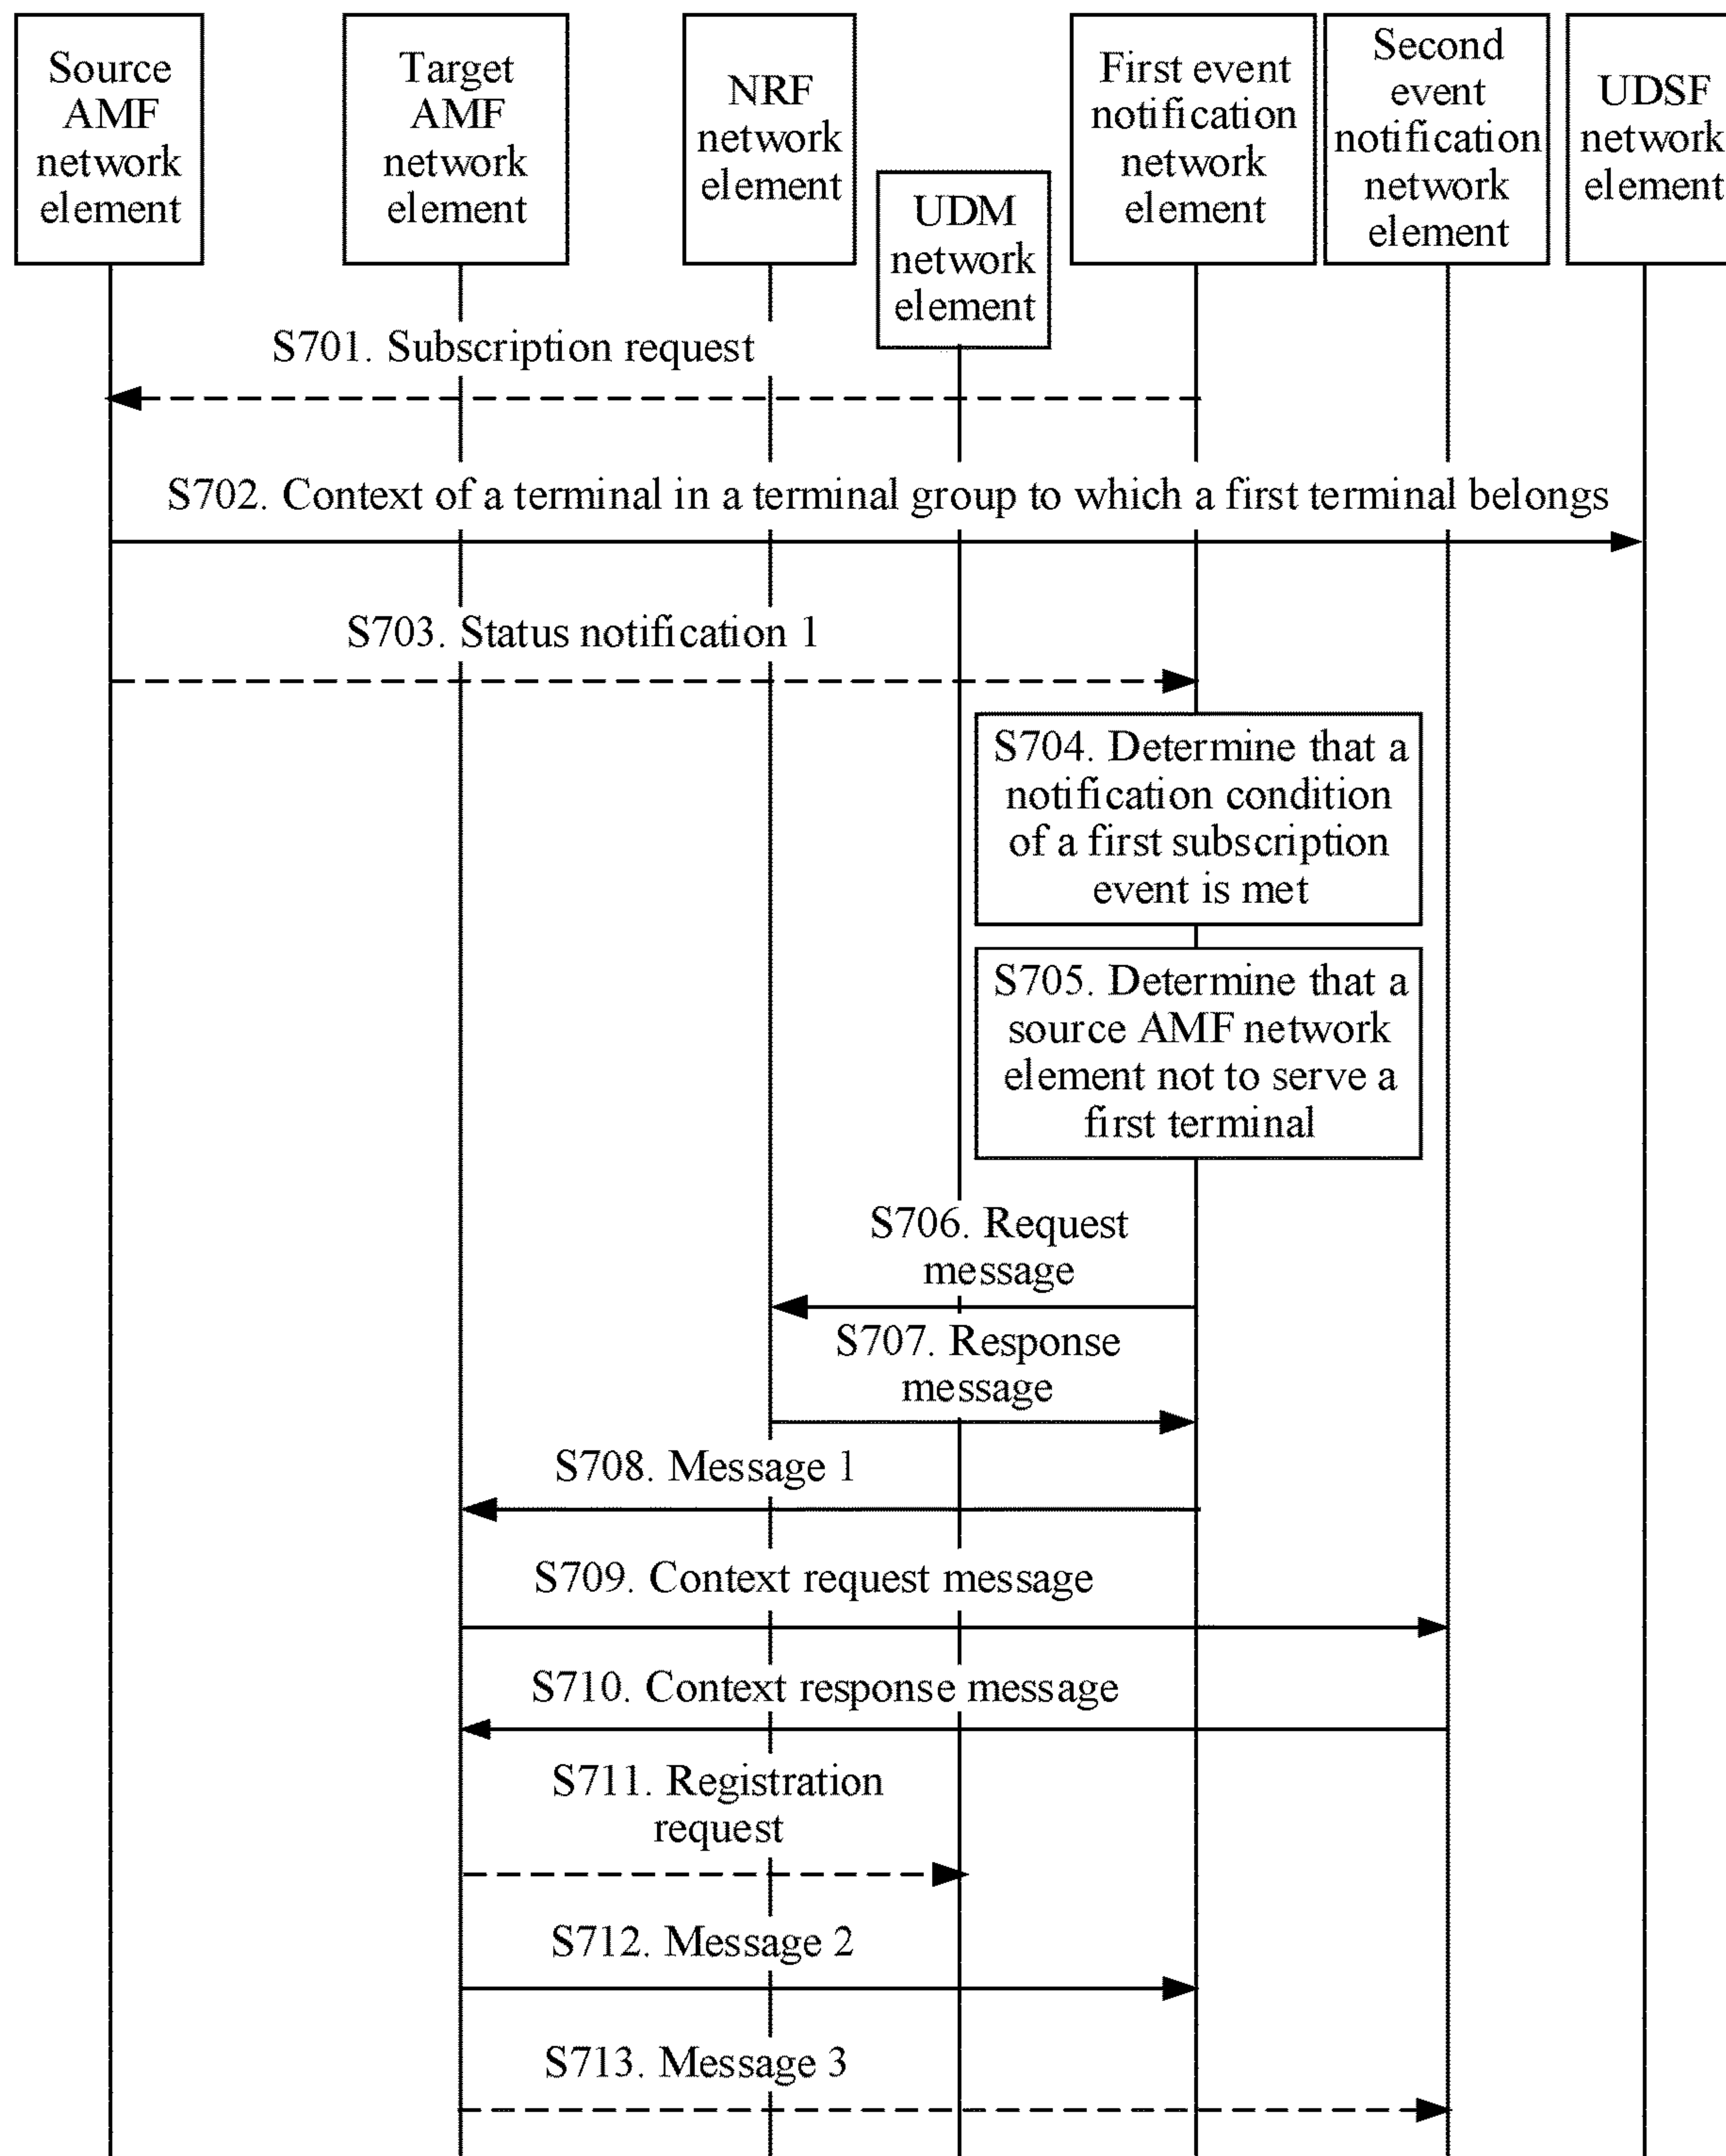 Source
AMF
network
element
Target
AMF
network
element
NRF
network
element
UDM
network
element
First event
notification
network
element
Second
event
notification
network
element
UDSF
network
element
S701. Subscription request
S702. Context of a terminal in a terminal group to which a first terminal belongs
S703. Status notification 1
S704. Determine that a
notification condition
of a first subscription
event is met
S705. Determine that a
source AMF network
element not to serve a
first terminal
S706. Request
message
S707. Response
message
S708. Message 1
S709. Context request message
S710. Context response message
S711. Registration
request
S712. Message 2
S713. Message 3